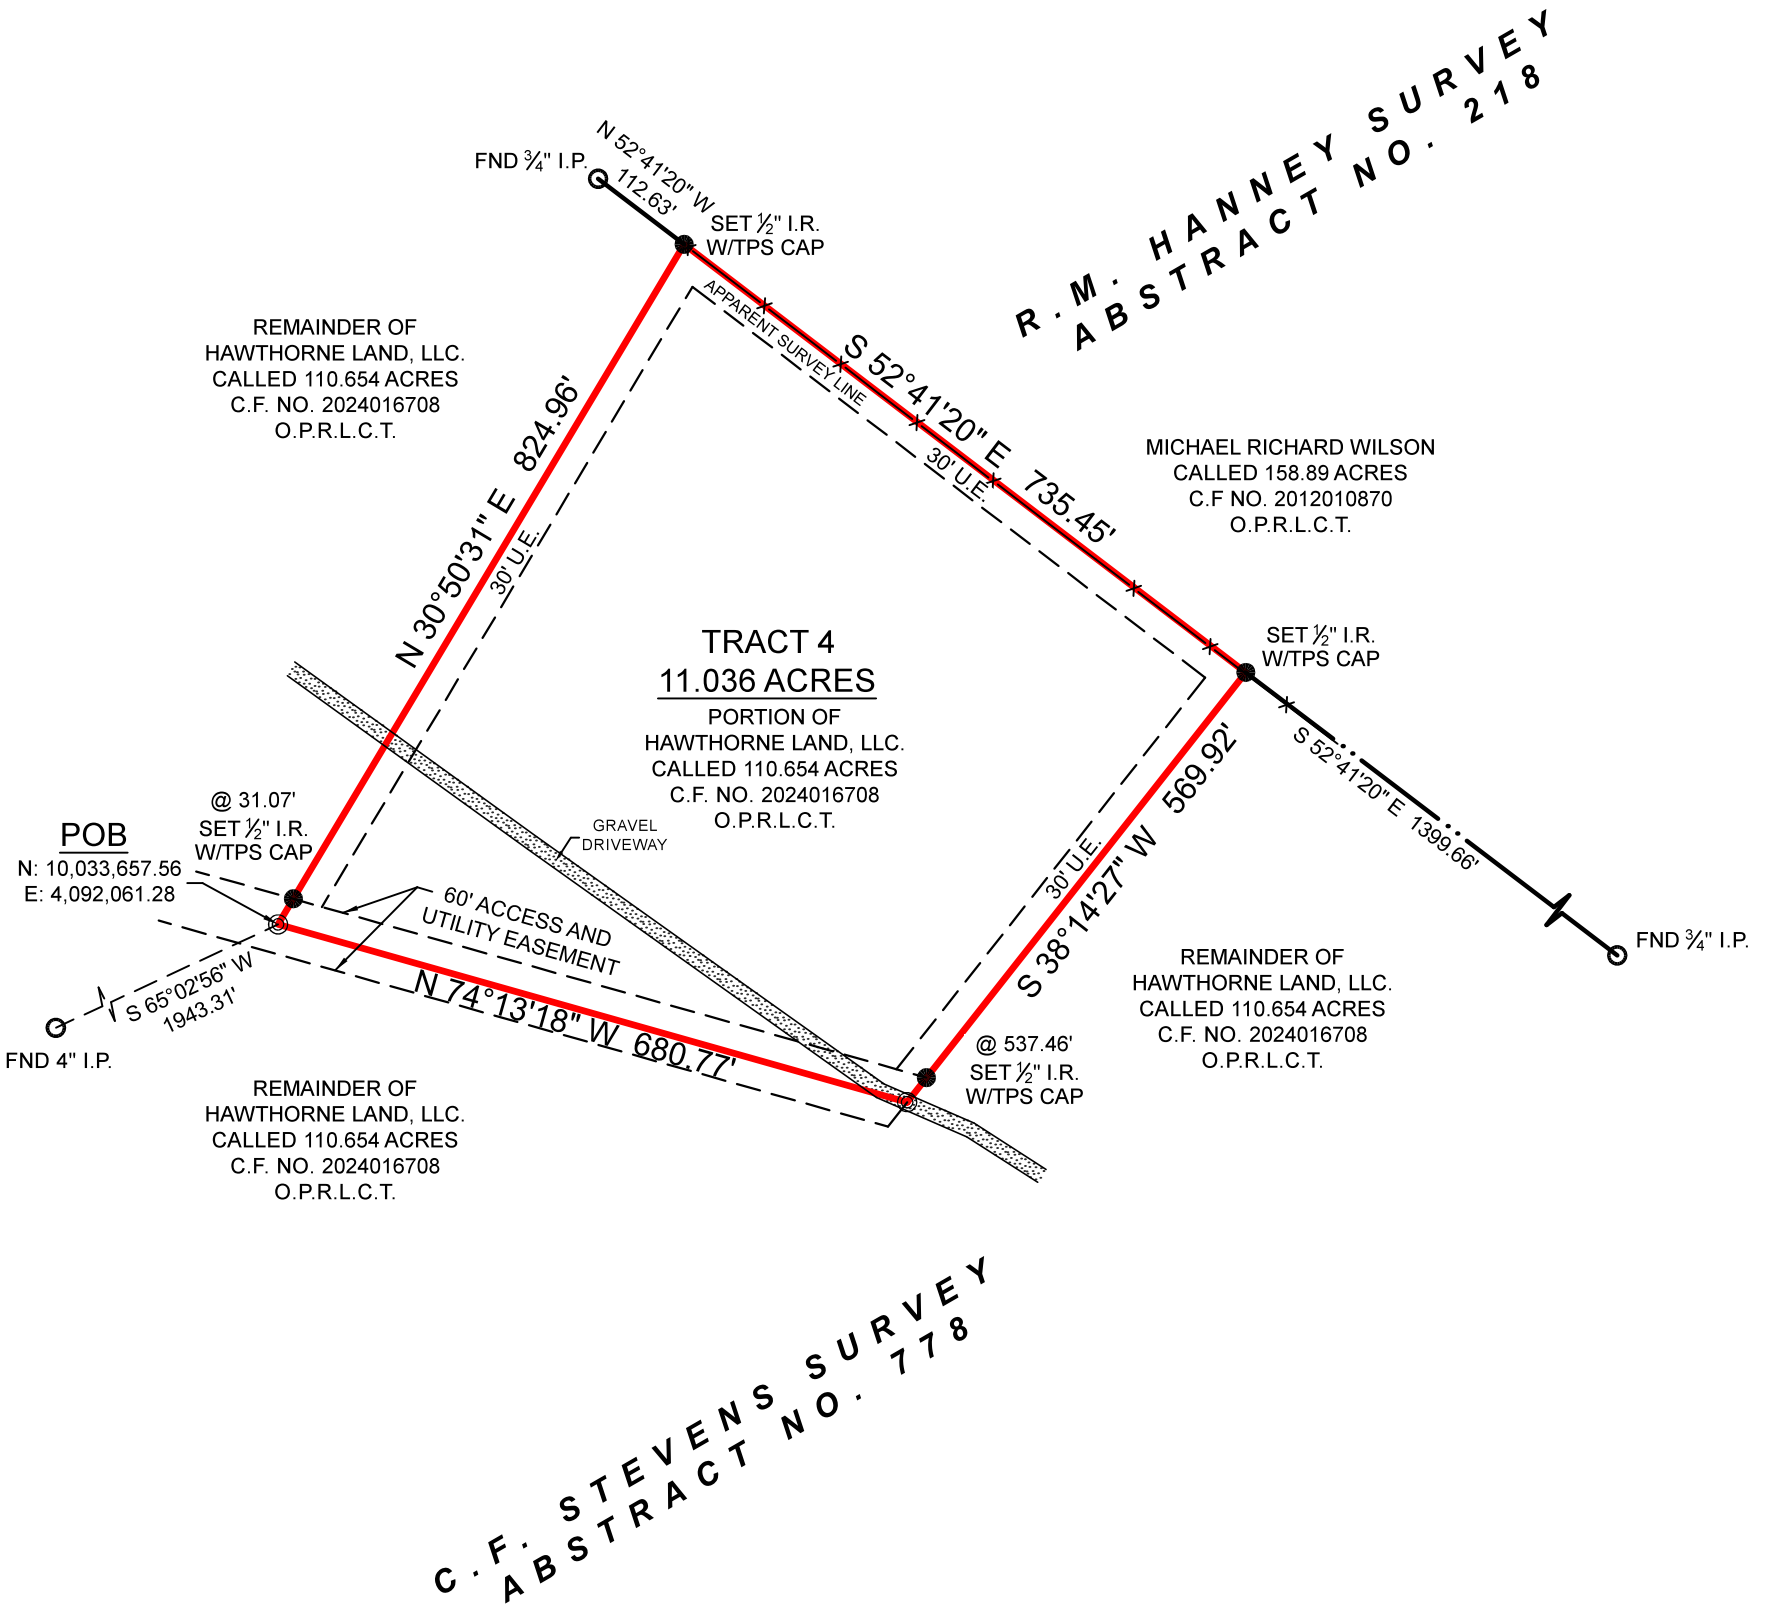 R.M. HANNEY SURVEY
ABSTRACT NO. 218
N 52°41'20" W
112.63'
FND ¾" I.P.
SET ½" I.R.
W/TPS CAP
APPARENT SURVEY LINE
S 52°41'20" E 735.45'
30' U.E.
REMAINDER OF
HAWTHORNE LAND, LLC.
CALLED 110.654 ACRES
C.F. NO. 2024016708
O.P.R.L.C.T.
N 30°50'31" E 824.96'
30' U.E.
MICHAEL RICHARD WILSON
CALLED 158.89 ACRES
C.F NO. 2012010870
O.P.R.L.C.T.
TRACT 4
11.036 ACRES
PORTION OF
HAWTHORNE LAND, LLC.
CALLED 110.654 ACRES
C.F. NO. 2024016708
O.P.R.L.C.T.
SET ½" I.R.
W/TPS CAP
S 52°41'20" E 1399.66'
FND ¾" I.P.
S 38°14'27" W 569.92'
30' U.E.
GRAVEL
DRIVEWAY
@ 31.07'
SET ½" I.R.
W/TPS CAP
POB
N: 10,033,657.56
E: 4,092,061.28
60' ACCESS AND
UTILITY EASEMENT
N 74°13'18" W 680.77'
S 65°02'56" W
1943.31'
FND 4" I.P.
REMAINDER OF
HAWTHORNE LAND, LLC.
CALLED 110.654 ACRES
C.F. NO. 2024016708
O.P.R.L.C.T.
@ 537.46'
SET ½" I.R.
W/TPS CAP
REMAINDER OF
HAWTHORNE LAND, LLC.
CALLED 110.654 ACRES
C.F. NO. 2024016708
O.P.R.L.C.T.
C.F. STEVENS SURVEY
ABSTRACT NO. 778